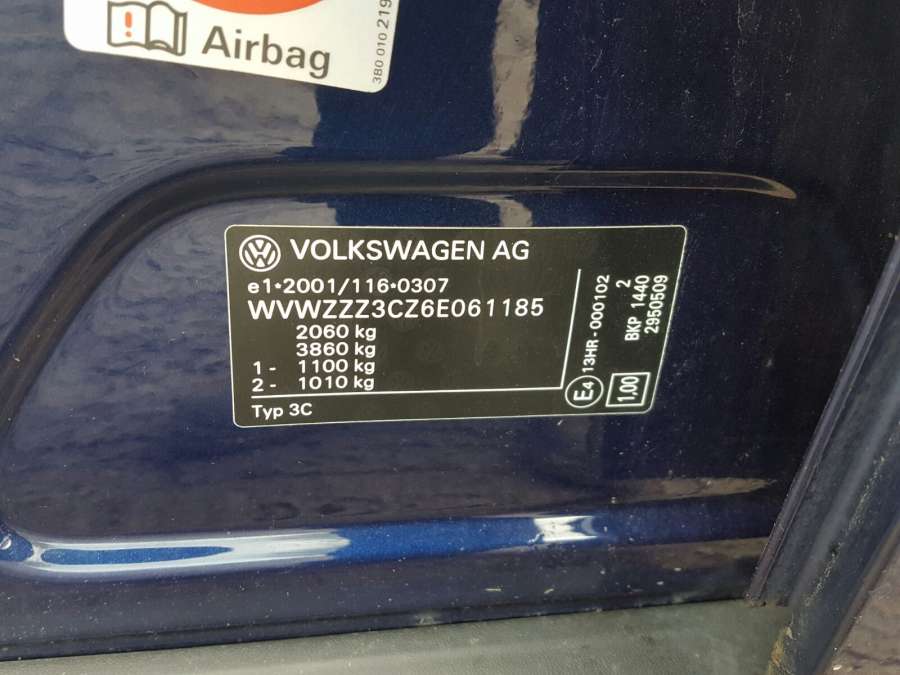 Airbag
3B0 010 219
VOLKSWAGEN AG
e1•2001/116•0307
WVWZZZ3CZ6E061185
2060 kg
3860 kg
1 - 1100 kg
2 - 1010 kg
Typ 3C
13HR-000102
2
BKP 1440
2950509
E4
1,00